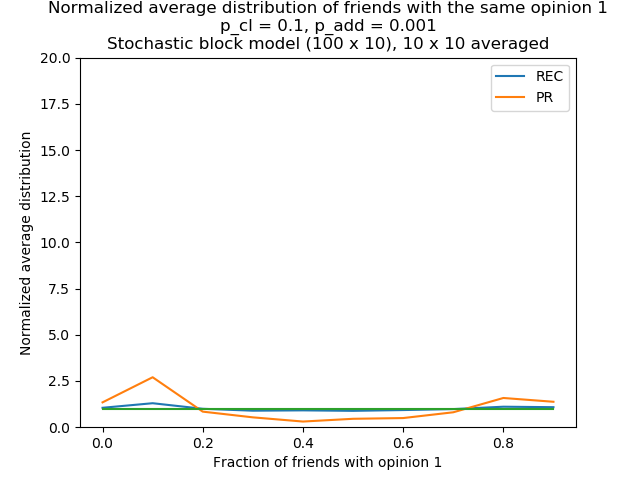 Normalized average distribution of friends with the same opinion 1
p_cl = 0.1, p_add = 0.001
Stochastic block model (100 x 10), 10 x 10 averaged
REC
PR
Normalized average distribution
20.0
17.5
15.0
12.5
10.0
7.5
5.0
2.5
0.0
0.0 0.2 0.4 0.6 0.8
Fraction of friends with opinion 1